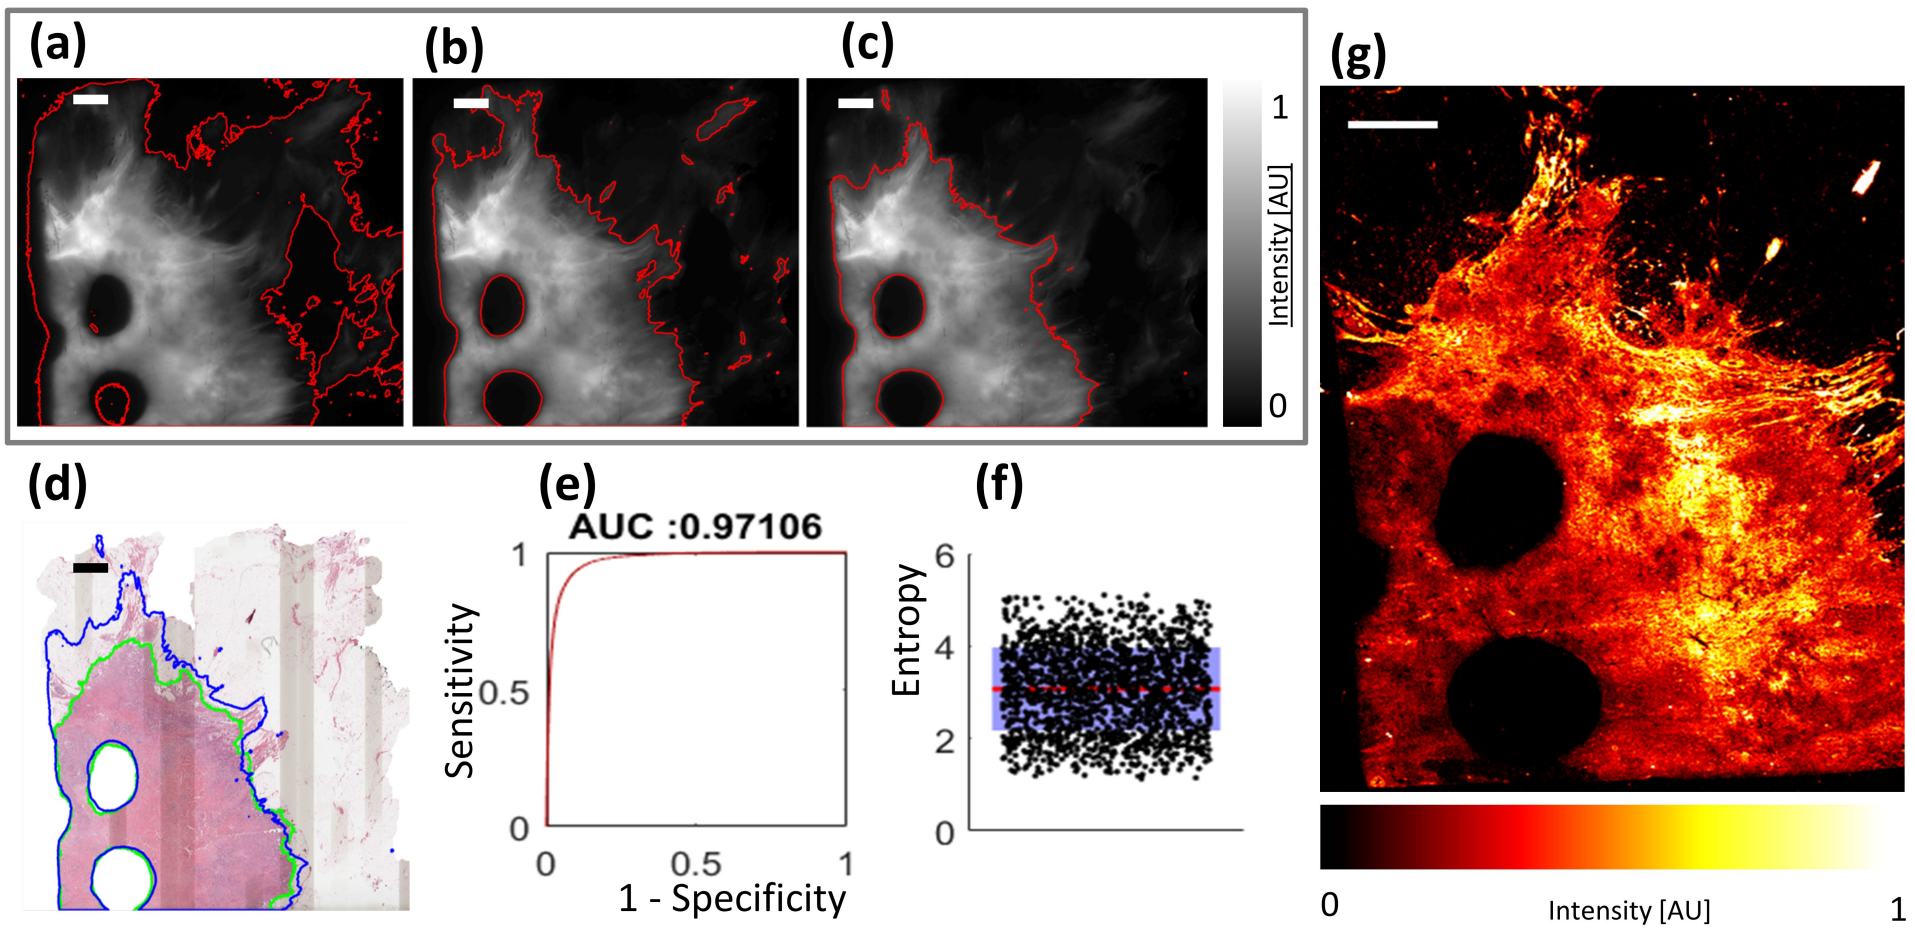 (a)
(b)
(c)
1
Intensity [AU]
0
(d)
(e)
AUC :0.97106
1
Sensitivity
0.5
0
0
0.5
1
1 - Specificity
(f)
6
Entropy
4
2
0
(g)
0
Intensity [AU]
1